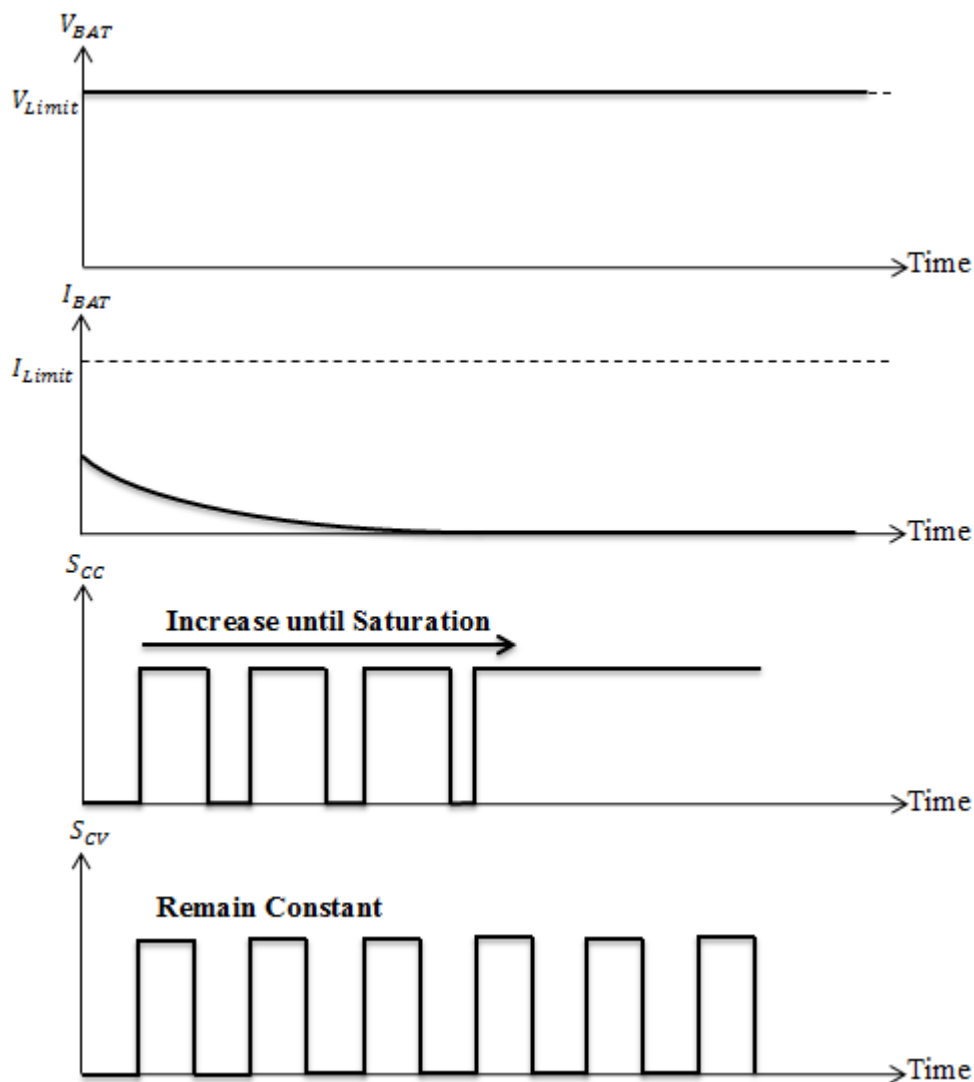 V_BAT
V_Limit
Time
I_BAT
I_Limit
Time
S_CC
Increase until Saturation
Time
S_CV
Remain Constant
Time